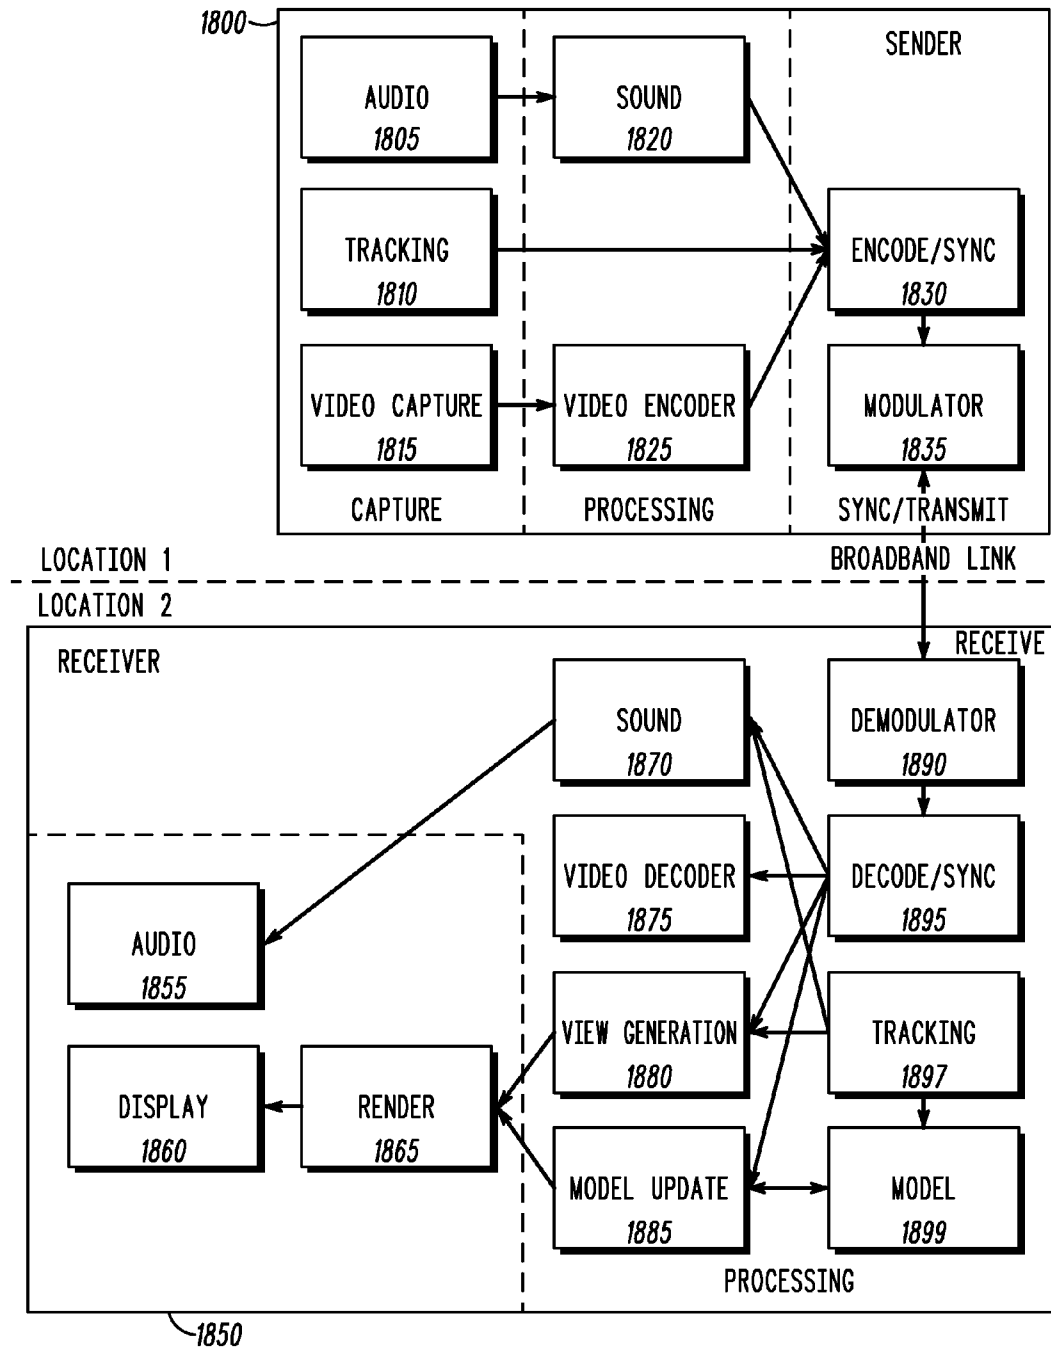 1800
SENDER
AUDIO
1805
SOUND
1820
TRACKING
1810
ENCODE/SYNC
1830
VIDEO CAPTURE
1815
VIDEO ENCODER
1825
MODULATOR
1835
CAPTURE
PROCESSING
SYNC/TRANSMIT
LOCATION 1
BROADBAND LINK
LOCATION 2
RECEIVER
RECEIVE
SOUND
1870
DEMODULATOR
1890
VIDEO DECODER
1875
DECODE/SYNC
1895
AUDIO
1855
VIEW GENERATION
1880
TRACKING
1897
DISPLAY
1860
RENDER
1865
MODEL UPDATE
1885
MODEL
1899
PROCESSING
1850